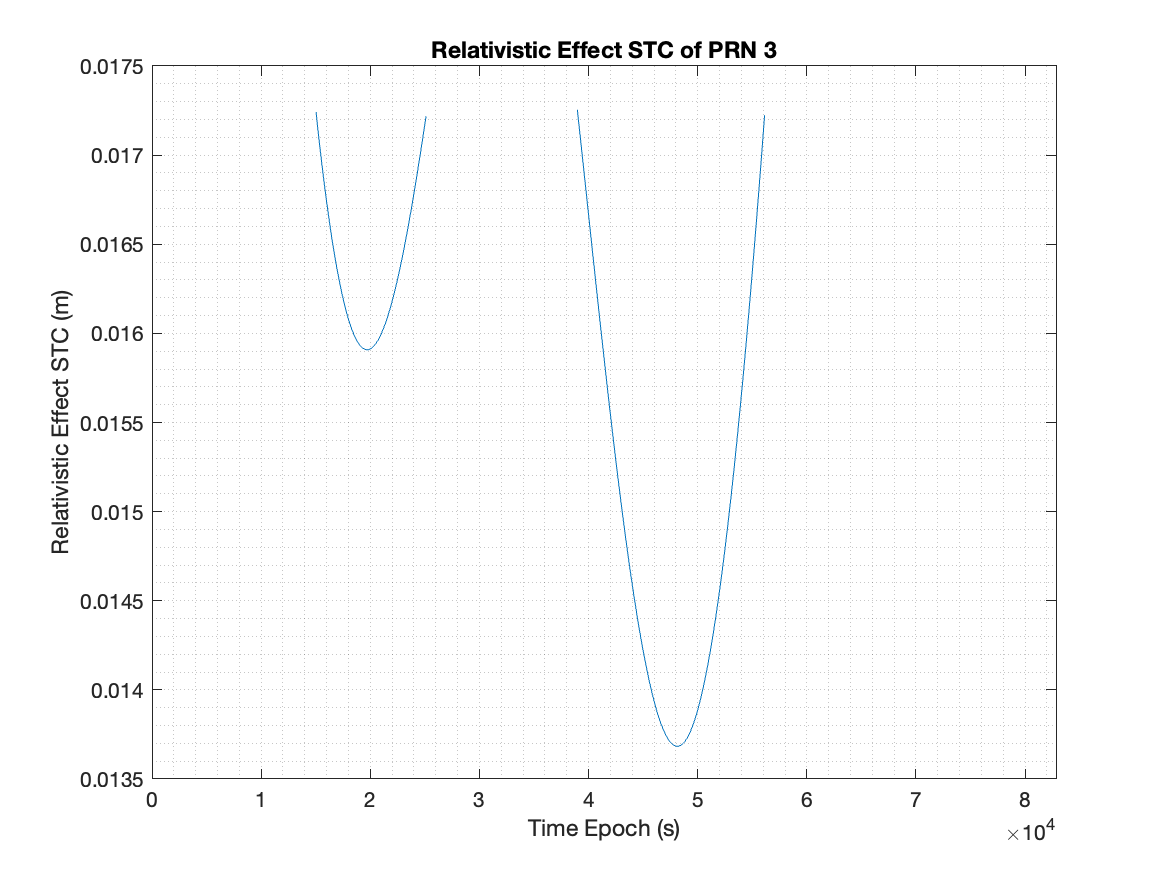 Relativistic Effect STC of PRN 3
Relativistic Effect STC (m)
0.0175
0.017
0.0165
0.016
0.0155
0.015
0.0145
0.014
0.0135
0 1 2 3 4 5 6 7 8
Time Epoch (s)
×10⁴